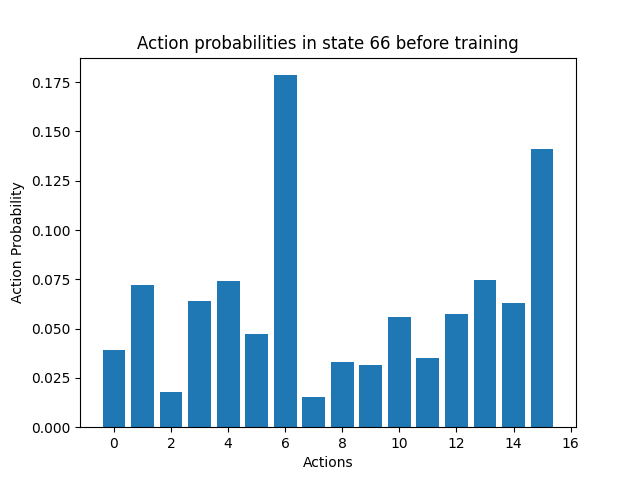 Action probabilities in state 66 before training
0.175
0.150
0.125
0.100
0.075
0.050
0.025
0.000
Action Probability
0 2 4 6 8 10 12 14 16
Actions